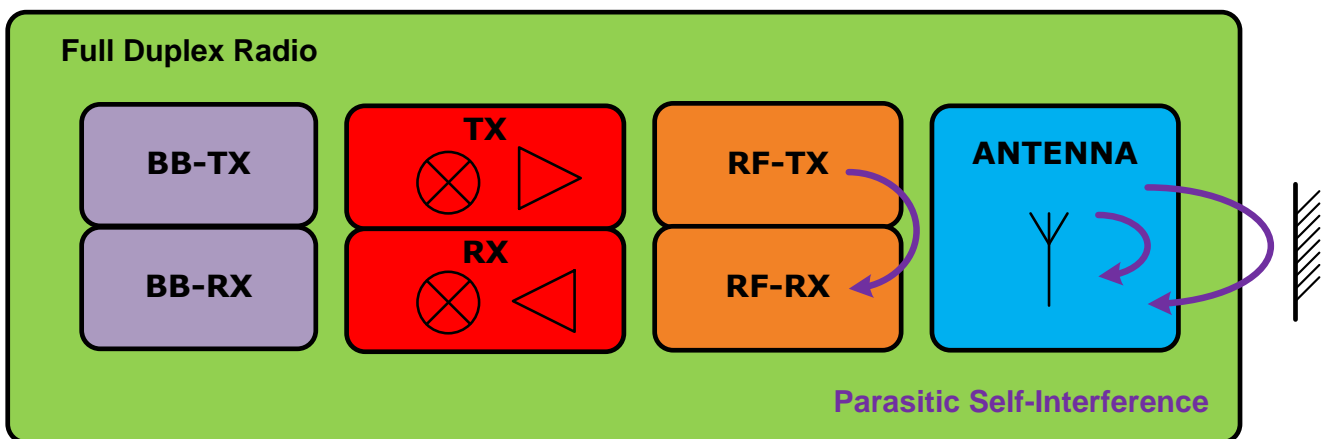 Full Duplex Radio
BB-TX
TX
RF-TX
ANTENNA
BB-RX
RX
RF-RX
Parasitic Self-Interference